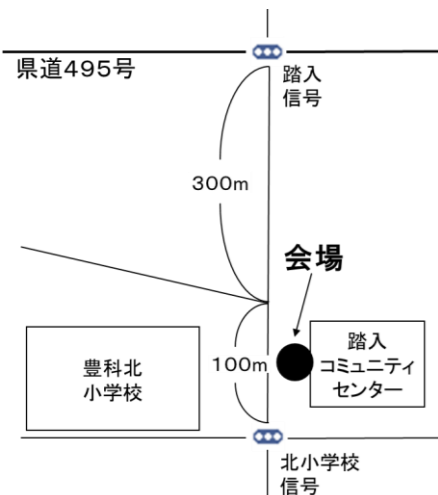 県道495号
踏入
信号
300m
会場
踏入
コミュニティ
センター
豊科北
小学校
100m
北小学校
信号